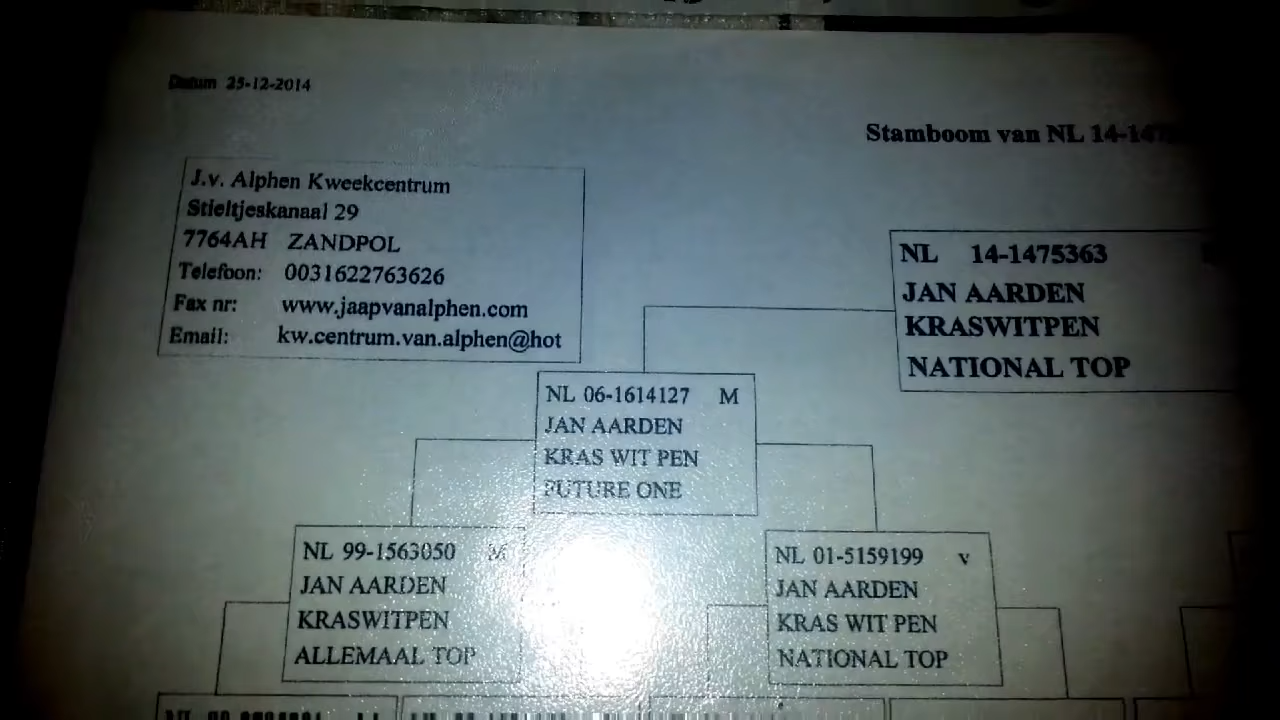 Datum 25-12-2014
Stamboom van NL 14-147
J.v. Alphen Kweekcentrum
Stieltjeskanaal 29
7764AH ZANDPOL
Telefoon: 0031622763626
Fax nr: www.jaapvanalphen.com
Email: kw.centrum.van.alphen@hot
NL 14-1475363
JAN AARDEN
KRASWITPEN
NATIONAL TOP
NL 06-1614127 M
JAN AARDEN
KRAS WIT PEN
FUTURE ONE
NL 99-1563050 M
JAN AARDEN
KRASWITPEN
ALLEMAAL TOP
NL 01-5159199 v
JAN AARDEN
KRAS WIT PEN
NATIONAL TOP